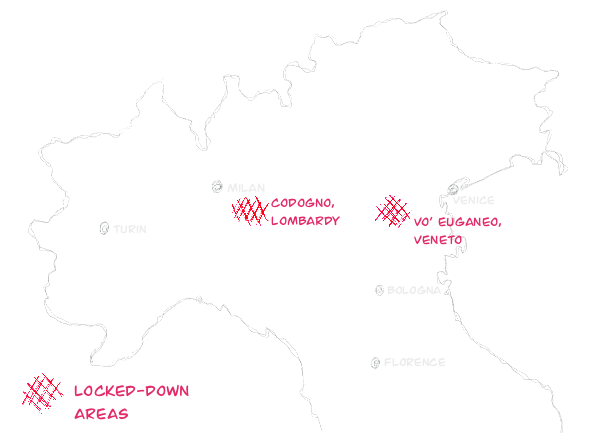 MILAN
CODOGNO,
LOMBARDY
VENICE
VO' EUGANEO,
VENETO
TURIN
BOLOGNA
FLORENCE
LOCKED-DOWN
AREAS